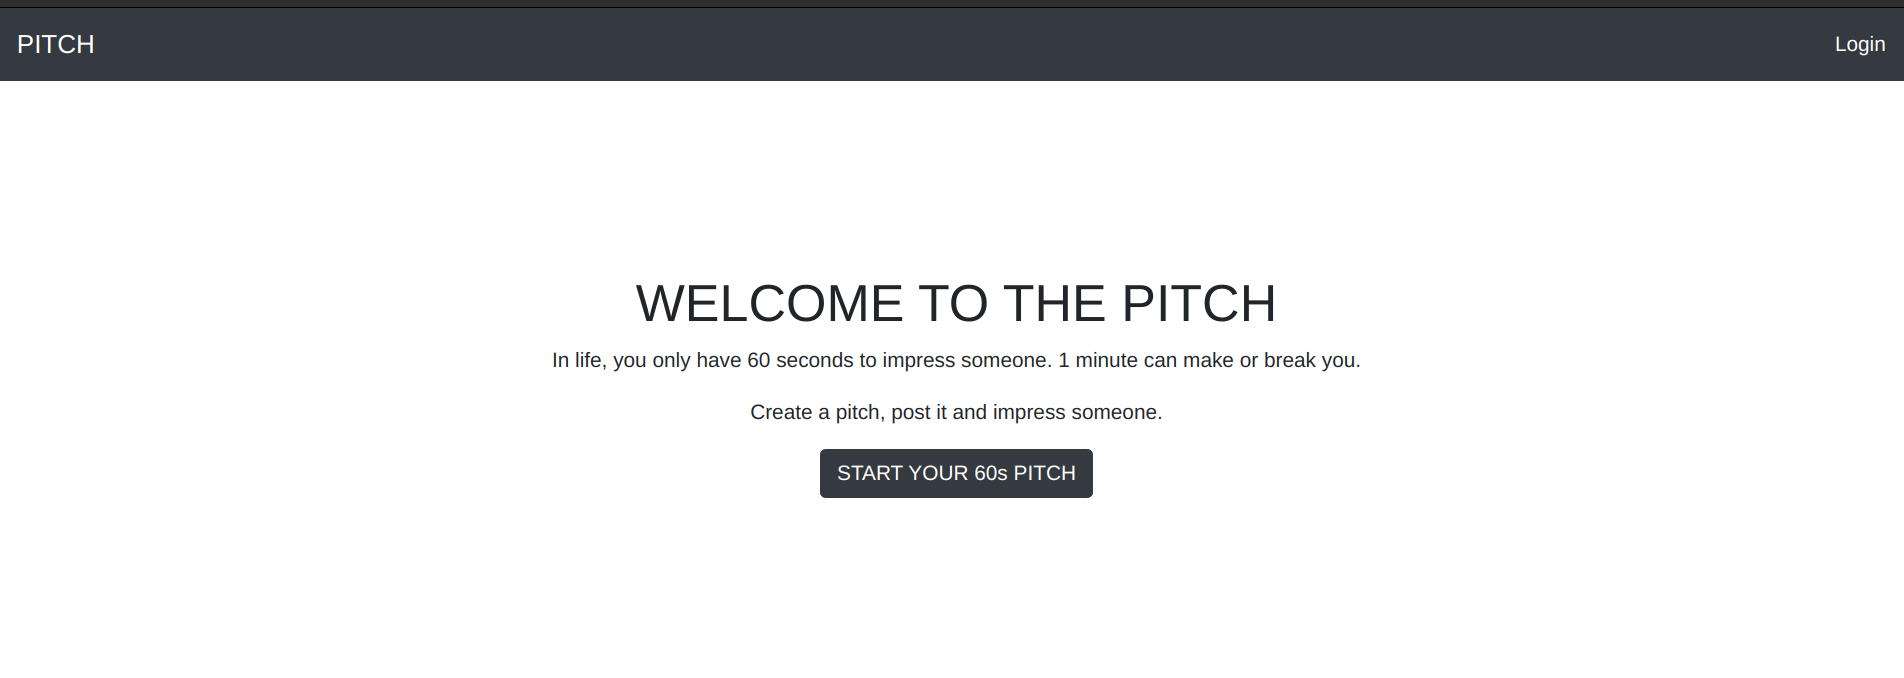 PITCH
Login
WELCOME TO THE PITCH
In life, you only have 60 seconds to impress someone. 1 minute can make or break you.
Create a pitch, post it and impress someone.
START YOUR 60s PITCH